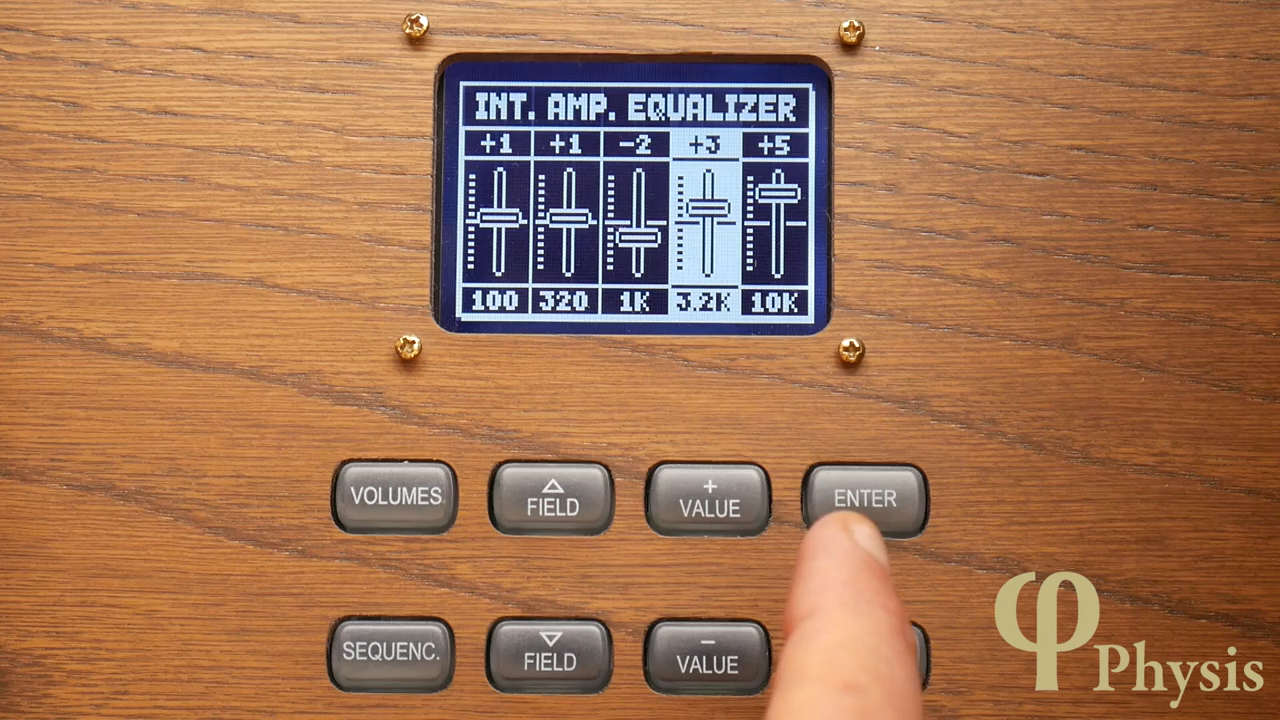 INT. AMP. EQUALIZER
+1 +1 -2 +3 +5
100 320 1K 3.2K 10K
VOLUMES
FIELD
+
VALUE
ENTER
SEQUENC.
FIELD
−
VALUE
φ Physis